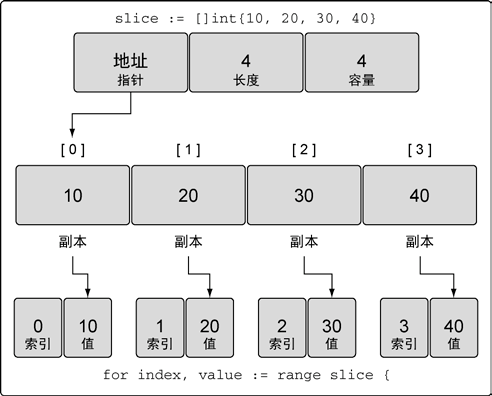 slice := []int{10, 20, 30, 40}
地址 4 4
指针 长度 容量
[0] [1] [2] [3]
10 20 30 40
副本 副本 副本 副本
0 10 1 20 2 30 3 40
索引 值 索引 值 索引 值 索引 值
for index, value := range slice {